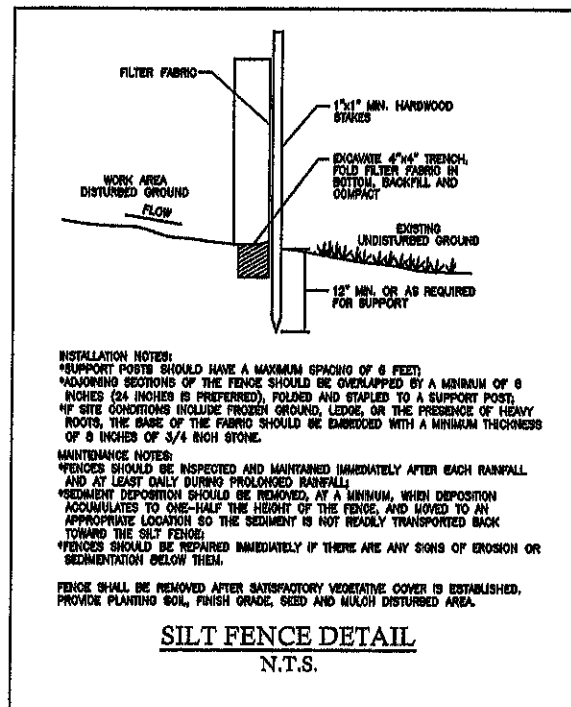 FILTER FABRIC
1"x1" MIN. HARDWOOD
STAKES
EXCAVATE 4"x4" TRENCH,
FOLD FILTER FABRIC IN
BOTTOM, BACKFILL AND
COMPACT
WORK AREA
DISTURBED GROUND
FLOW
EXISTING
UNDISTURBED GROUND
12" MIN. OR AS REQUIRED
FOR SUPPORT
INSTALLATION NOTES:
*SUPPORT POSTS SHOULD HAVE A MAXIMUM SPACING OF 6 FEET;
*ADJOINING SECTIONS OF THE FENCE SHOULD BE OVERLAPPED BY A MINIMUM OF 6
INCHES (24 INCHES IS PREFERRED), FOLDED AND STAPLED TO A SUPPORT POST;
*IF SITE CONDITIONS INCLUDE FROZEN GROUND, LEDGE, OR THE PRESENCE OF HEAVY
ROOTS, THE BASE OF THE FABRIC SHOULD BE EMBEDDED WITH A MINIMUM THICKNESS
OF 8 INCHES OF 3/4 INCH STONE.
MAINTENANCE NOTES:
*FENCES SHOULD BE INSPECTED AND MAINTAINED IMMEDIATELY AFTER EACH RAINFALL
AND AT LEAST DAILY DURING PROLONGED RAINFALL;
*SEDIMENT DEPOSITION SHOULD BE REMOVED, AT A MINIMUM, WHEN DEPOSITION
ACCUMULATES TO ONE-HALF THE HEIGHT OF THE FENCE, AND MOVED TO AN
APPROPRIATE LOCATION SO THE SEDIMENT IS NOT READILY TRANSPORTED BACK
TOWARD THE SILT FENCE;
*FENCES SHOULD BE REPAIRED IMMEDIATELY IF THERE ARE ANY SIGNS OF EROSION OR
SEDIMENTATION BELOW THEM.
FENCE SHALL BE REMOVED AFTER SATISFACTORY VEGETATIVE COVER IS ESTABLISHED,
PROVIDE PLANTING SOIL, FINISH GRADE, SEED AND MULCH DISTURBED AREA.
SILT FENCE DETAIL
N.T.S.